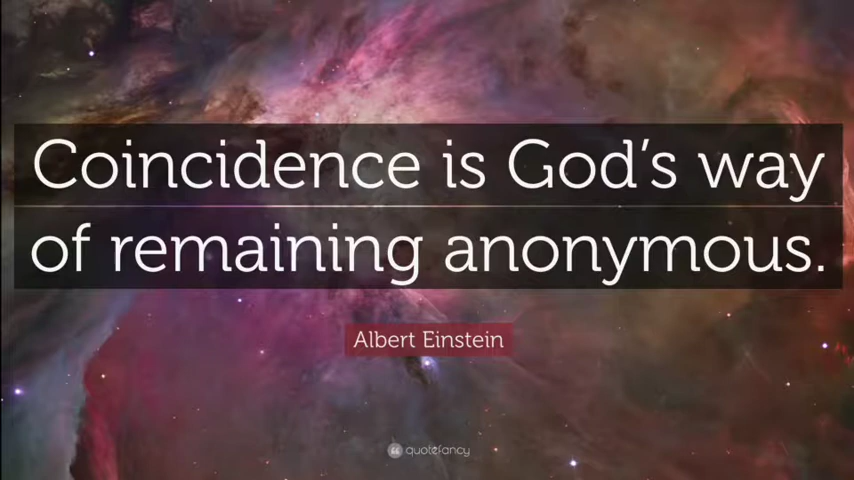 Coincidence is God’s way
of remaining anonymous.
Albert Einstein
quotefancy